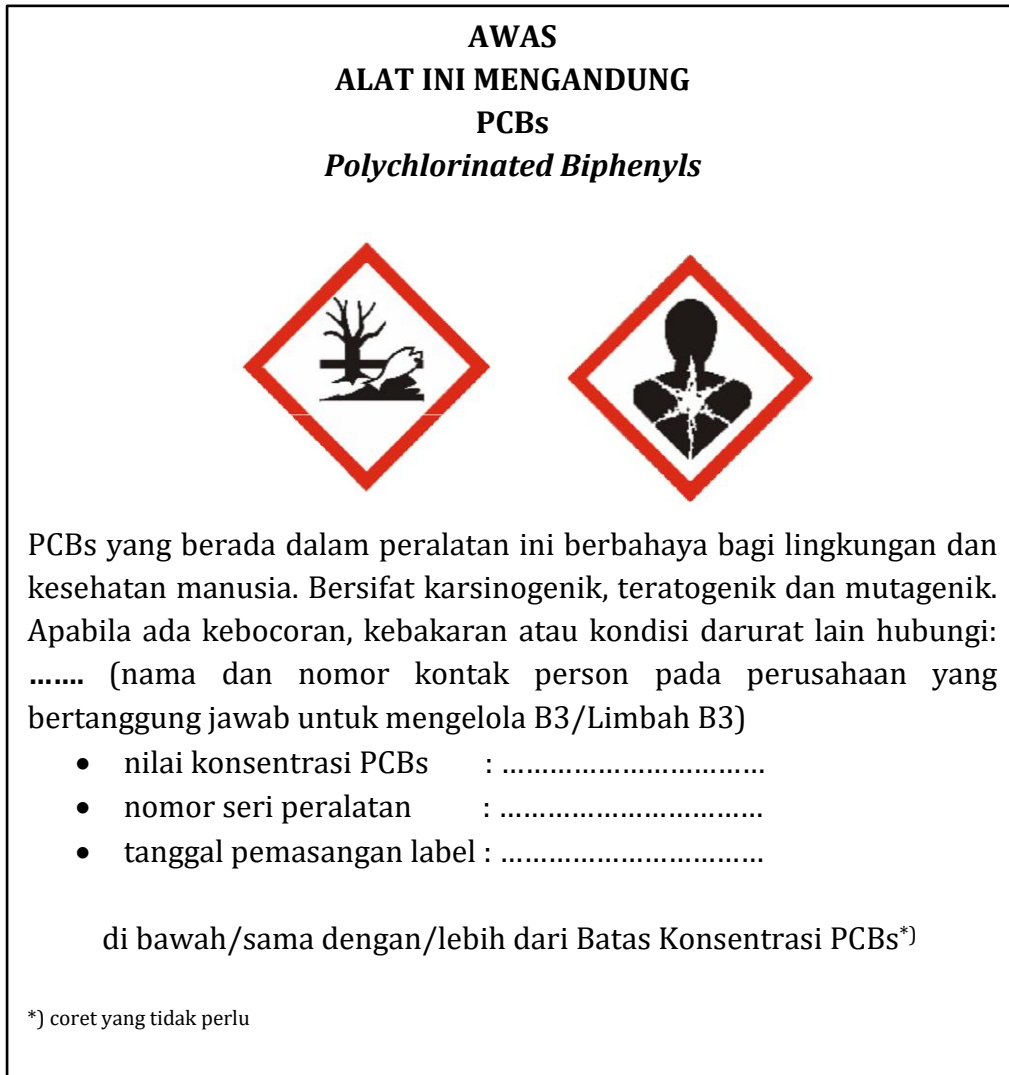 AWAS
ALAT INI MENGANDUNG
PCBs
Polychlorinated Biphenyls
PCBs yang berada dalam peralatan ini berbahaya bagi lingkungan dan
kesehatan manusia. Bersifat karsinogenik, teratogenik dan mutagenik.
Apabila ada kebocoran, kebakaran atau kondisi darurat lain hubungi:
....... (nama dan nomor kontak person pada perusahaan yang
bertanggung jawab untuk mengelola B3/Limbah B3)
• nilai konsentrasi PCBs : .................................
• nomor seri peralatan : .................................
• tanggal pemasangan label : .................................
di bawah/sama dengan/lebih dari Batas Konsentrasi PCBs*)
*) coret yang tidak perlu